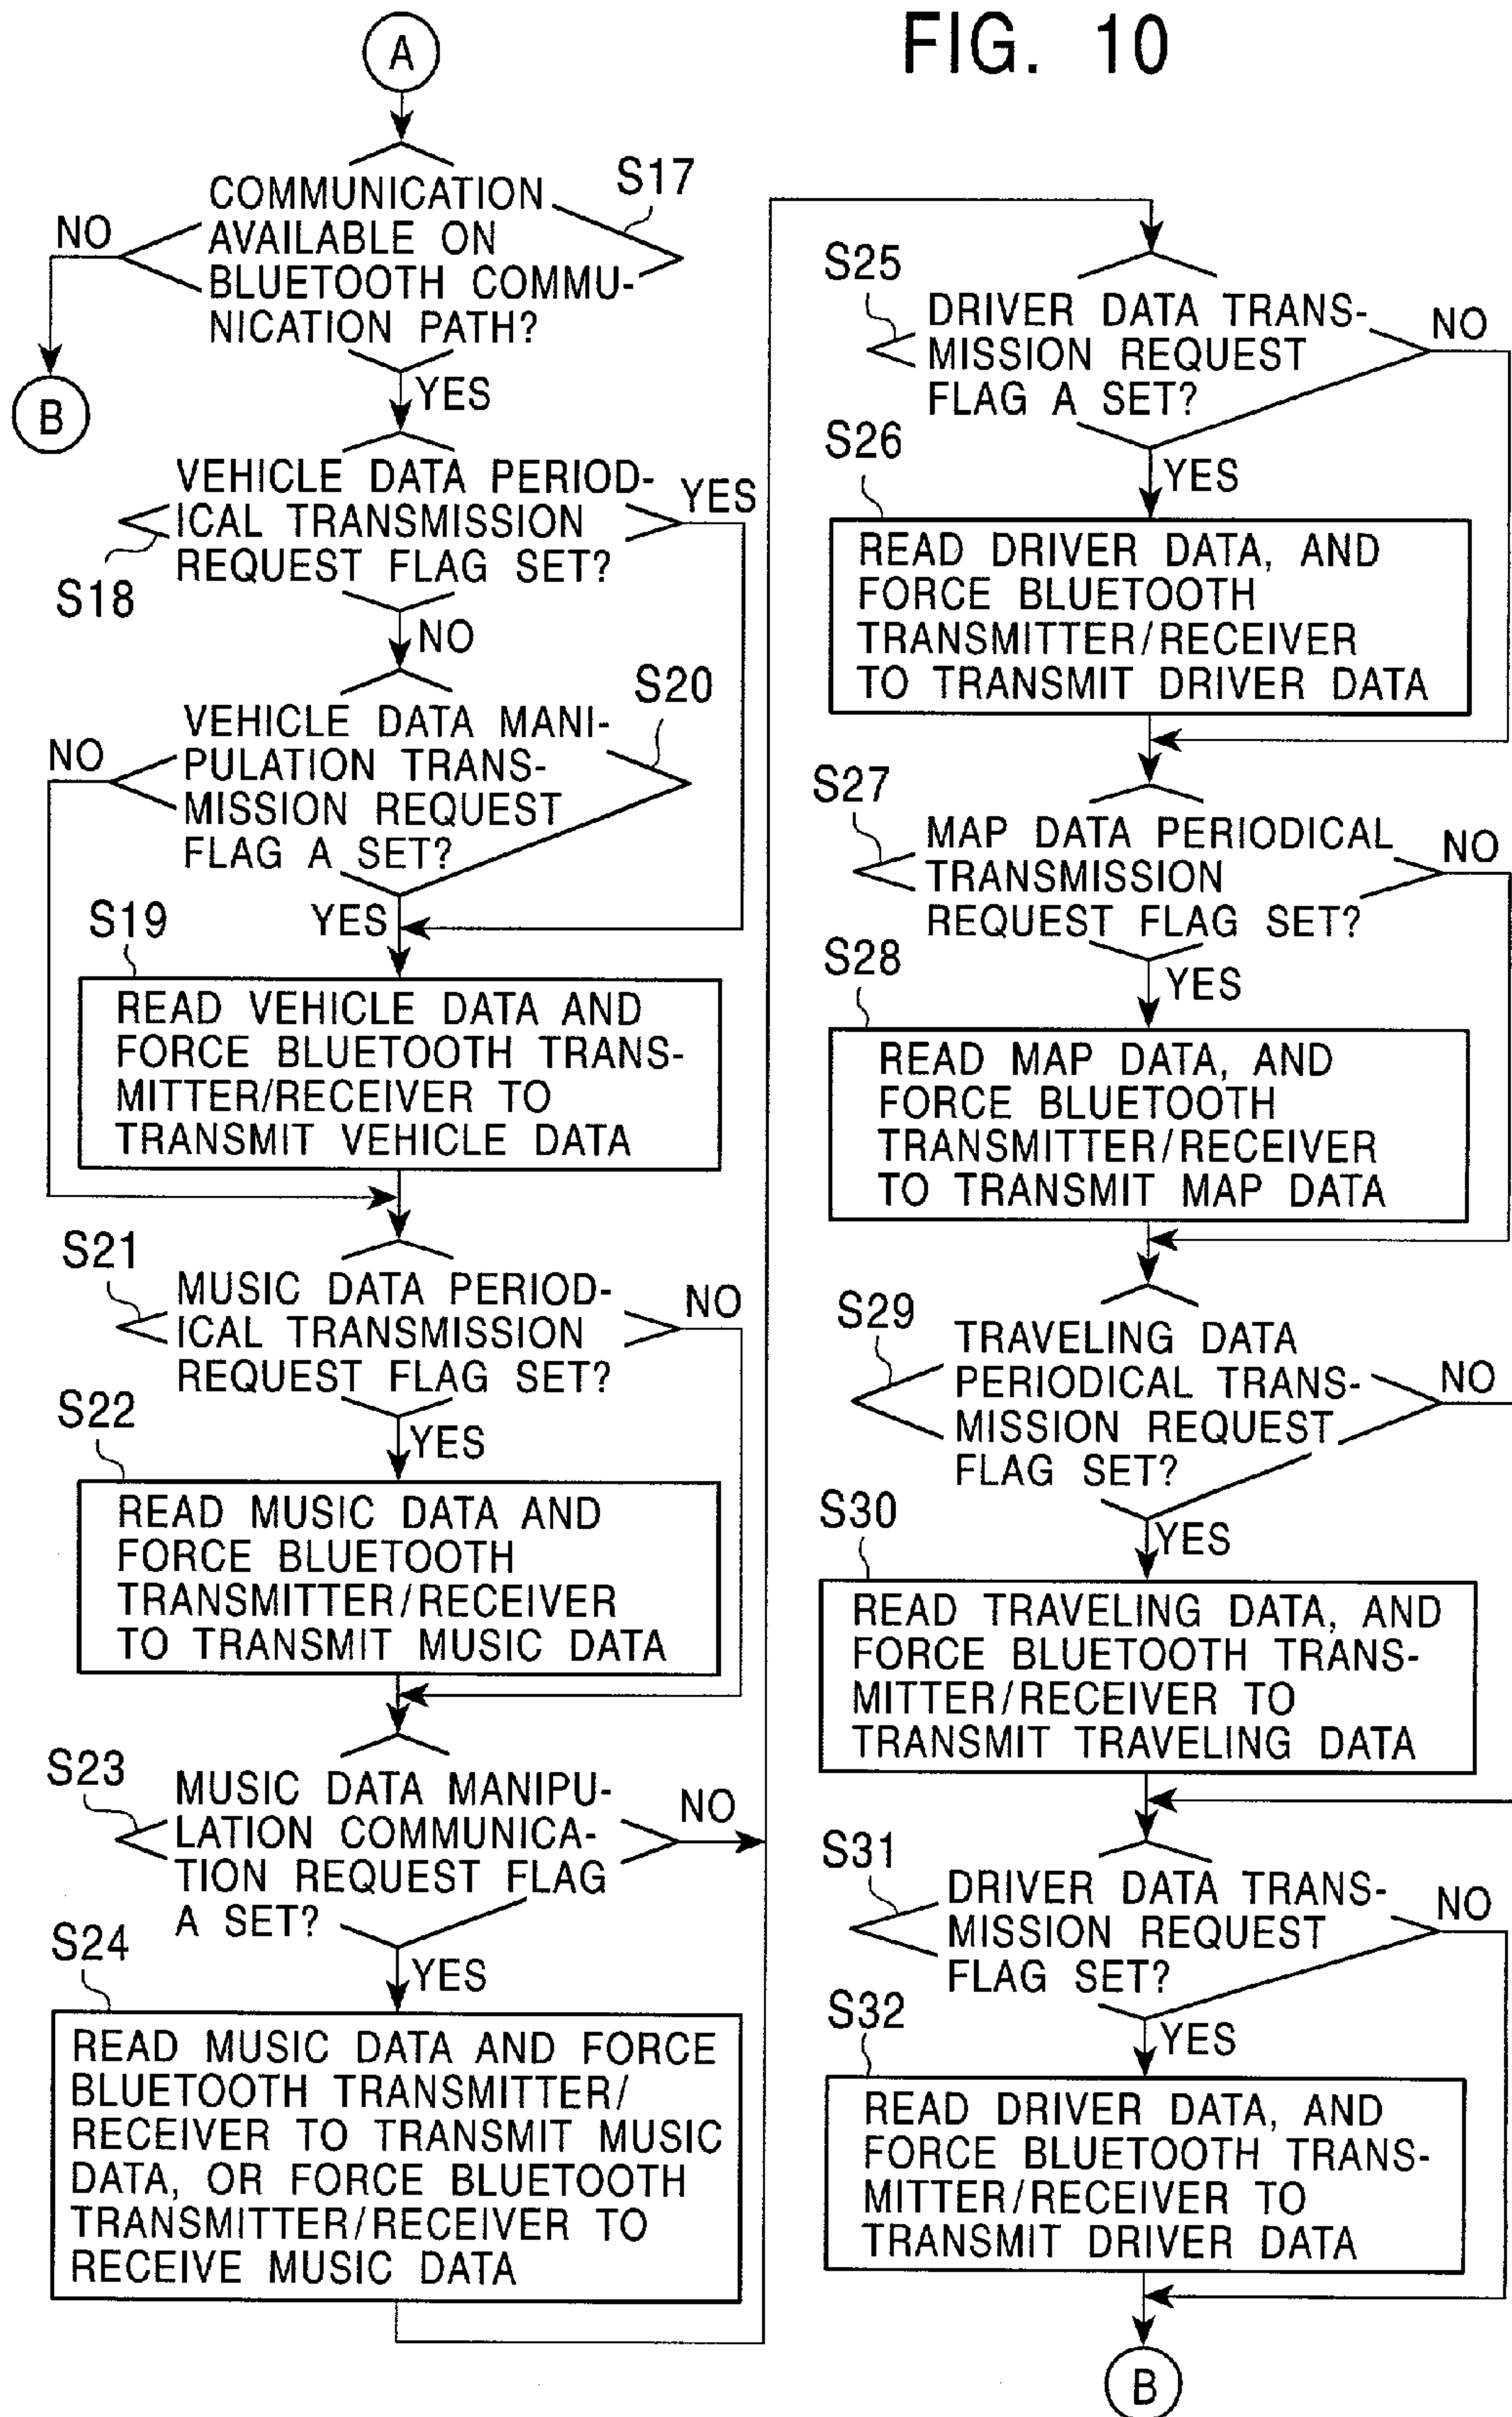 FIG. 10
A
S17
COMMUNICATION
AVAILABLE ON
BLUETOOTH COMMU-
NICATION PATH?
NO
B
YES
VEHICLE DATA PERIOD-
ICAL TRANSMISSION
REQUEST FLAG SET?
YES
S18
NO
S20
VEHICLE DATA MANI-
PULATION TRANS-
MISSION REQUEST
FLAG A SET?
NO
YES
S19
READ VEHICLE DATA AND
FORCE BLUETOOTH TRANS-
MITTER/RECEIVER TO
TRANSMIT VEHICLE DATA
S21
MUSIC DATA PERIOD-
ICAL TRANSMISSION
REQUEST FLAG SET?
NO
YES
S22
READ MUSIC DATA AND
FORCE BLUETOOTH
TRANSMITTER/RECEIVER
TO TRANSMIT MUSIC DATA
S23
MUSIC DATA MANIPU-
LATION COMMUNICA-
TION REQUEST FLAG
A SET?
NO
YES
S24
READ MUSIC DATA AND FORCE
BLUETOOTH TRANSMITTER/
RECEIVER TO TRANSMIT MUSIC
DATA, OR FORCE BLUETOOTH
TRANSMITTER/RECEIVER TO
RECEIVE MUSIC DATA
S25
DRIVER DATA TRANS-
MISSION REQUEST
FLAG A SET?
NO
YES
S26
READ DRIVER DATA, AND
FORCE BLUETOOTH
TRANSMITTER/RECEIVER
TO TRANSMIT DRIVER DATA
S27
MAP DATA PERIODICAL
TRANSMISSION
REQUEST FLAG SET?
NO
YES
S28
READ MAP DATA, AND
FORCE BLUETOOTH
TRANSMITTER/RECEIVER
TO TRANSMIT MAP DATA
S29
TRAVELING DATA
PERIODICAL TRANS-
MISSION REQUEST
FLAG SET?
NO
YES
S30
READ TRAVELING DATA, AND
FORCE BLUETOOTH TRANS-
MITTER/RECEIVER TO
TRANSMIT TRAVELING DATA
S31
DRIVER DATA TRANS-
MISSION REQUEST
FLAG SET?
NO
YES
S32
READ DRIVER DATA, AND
FORCE BLUETOOTH TRANS-
MITTER/RECEIVER TO
TRANSMIT DRIVER DATA
B